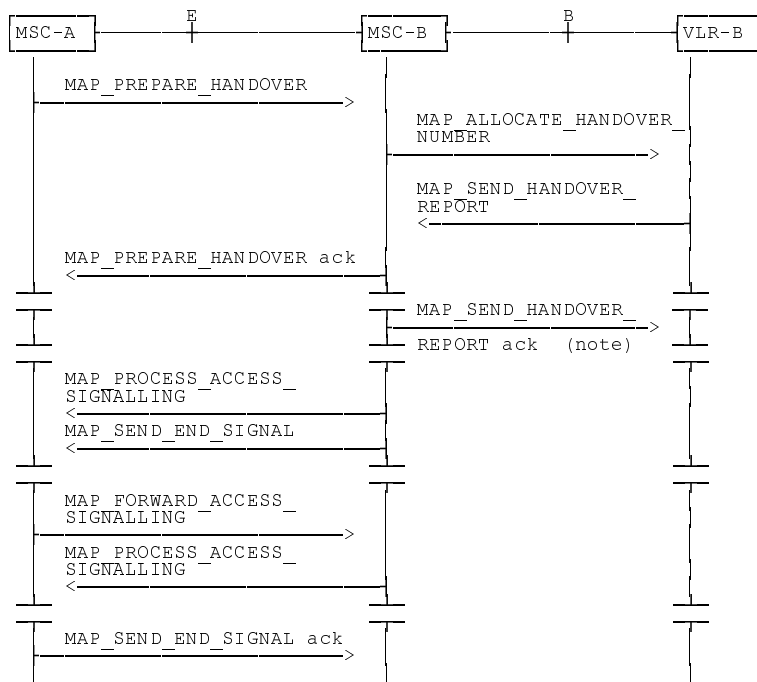 E
B
MSC-A
MSC-B
VLR-B
MAP_PREPARE_HANDOVER
MAP_ALLOCATE_HANDOVER_
NUMBER
MAP_SEND_HANDOVER_
REPORT
MAP_PREPARE_HANDOVER ack
MAP_SEND_HANDOVER_
REPORT ack (note)
MAP_PROCESS_ACCESS_
SIGNALLING
MAP_SEND_END_SIGNAL
MAP_FORWARD_ACCESS_
SIGNALLING
MAP_PROCESS_ACCESS_
SIGNALLING
MAP_SEND_END_SIGNAL ack